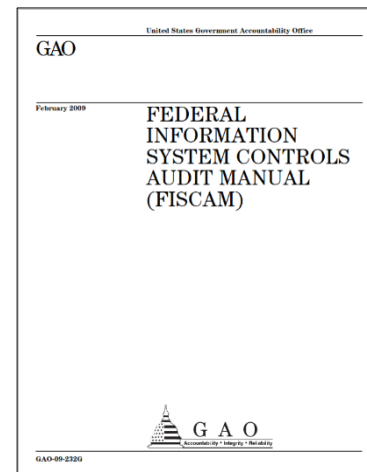 United States Government Accountability Office
GAO
February 2009
FEDERAL
INFORMATION
SYSTEM CONTROLS
AUDIT MANUAL
(FISCAM)
G A O
Accountability * Integrity * Reliability
GAO-09-232G